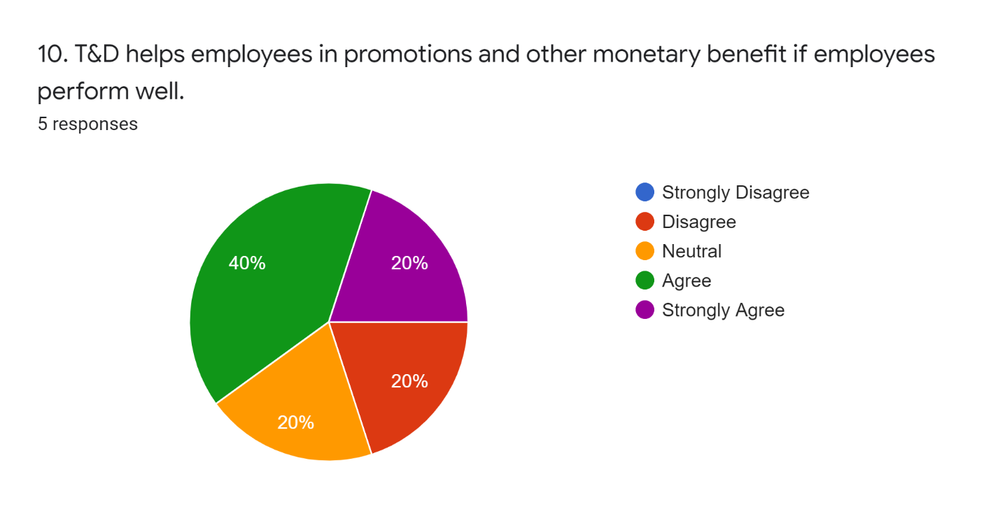 10. T&D helps employees in promotions and other monetary benefit if employees
perform well.
5 responses
40%
20%
20%
20%
Strongly Disagree
Disagree
Neutral
Agree
Strongly Agree